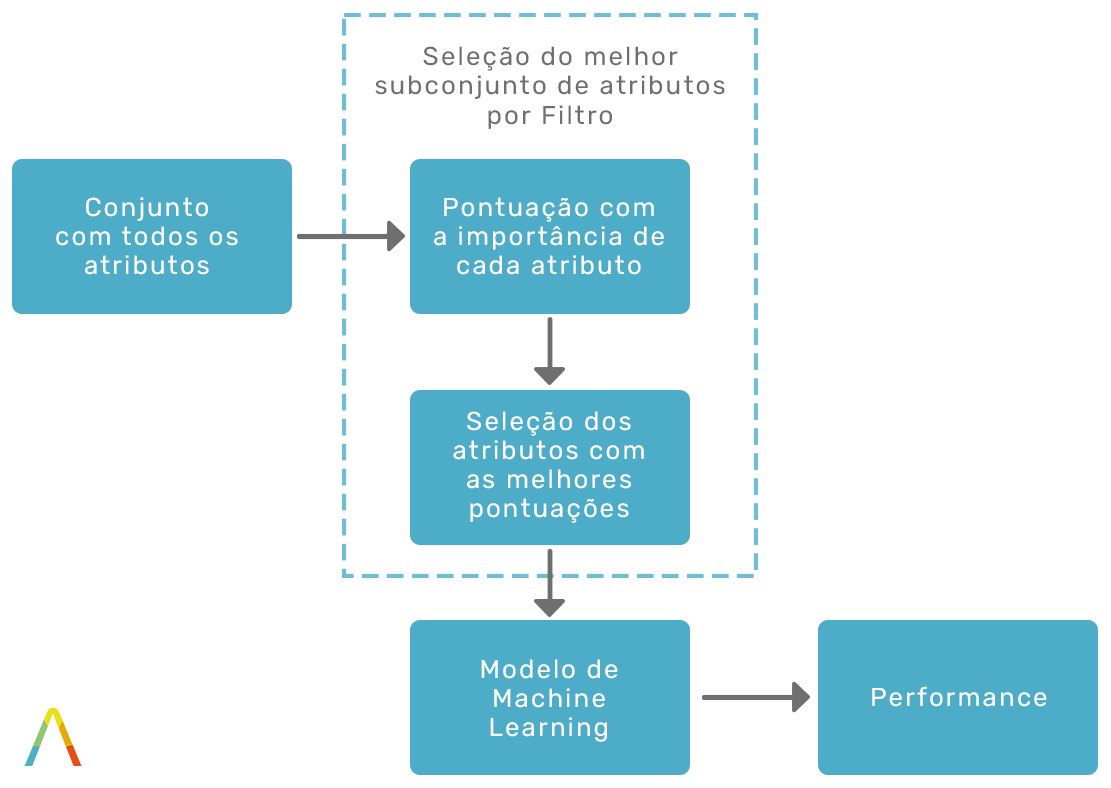 Seleção do melhor
subconjunto de atributos
por Filtro
Conjunto
com todos os
atributos
Pontuação com
a importância de
cada atributo
Seleção dos
atributos com
as melhores
pontuações
Modelo de
Machine
Learning
Performance